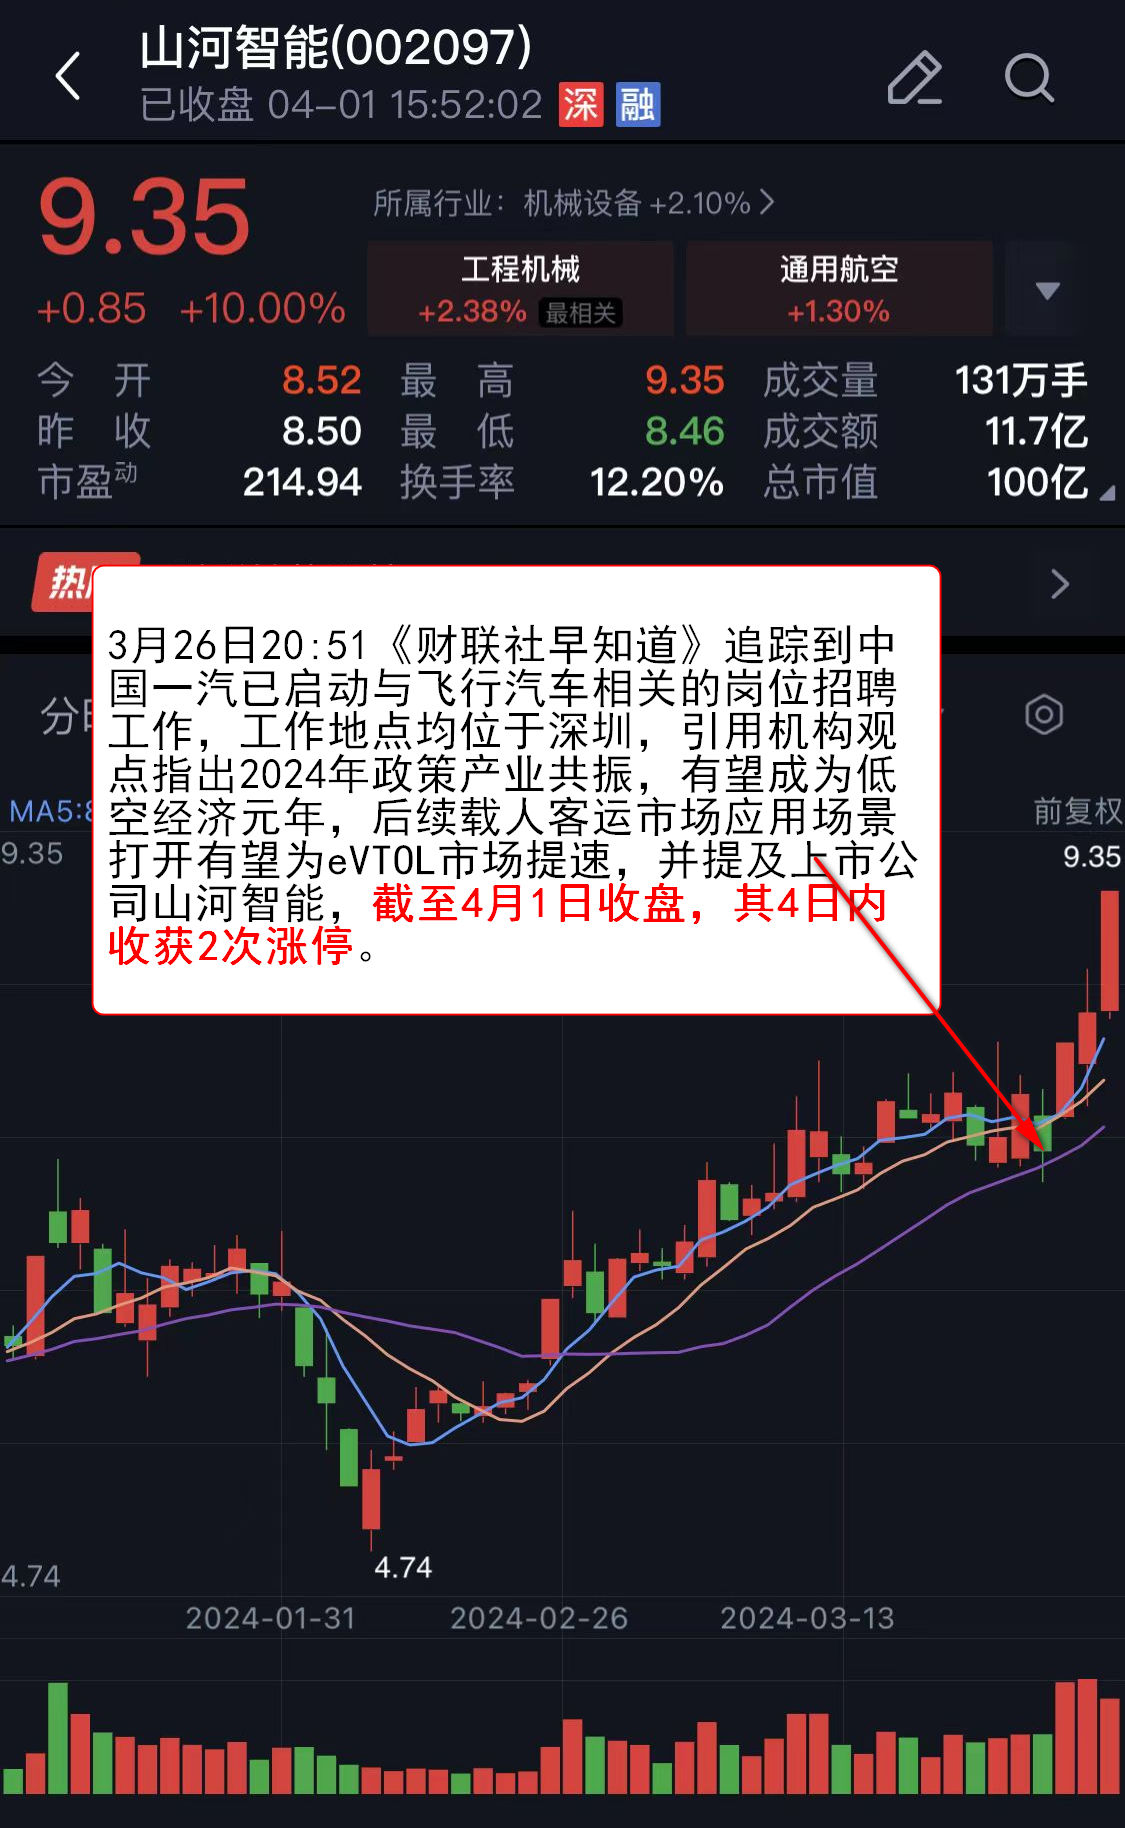 山河智能(002097)
已收盘 04-01 15:52:02 深 融
9.35
所属行业：机械设备 +2.10%
工程机械 通用航空
+0.85 +10.00% +2.38% 最相关 +1.30%
今开 8.52 最高 9.35 成交量 131万手
昨收 8.50 最低 8.46 成交额 11.7亿
市盈动 214.94 换手率 12.20% 总市值 100亿
热
3月26日20:51《财联社早知道》追踪到中
国一汽已启动与飞行汽车相关的岗位招聘
工作，工作地点均位于深圳，引用机构观
点指出2024年政策产业共振，有望成为低
空经济元年，后续载人客运市场应用场景
打开有望为eVTOL市场提速，并提及上市公
司山河智能，截至4月1日收盘，其4日内
收获2次涨停。
分
MA5:8
前复权
9.35
9.35
4.74
4.74
2024-01-31 2024-02-26 2024-03-13